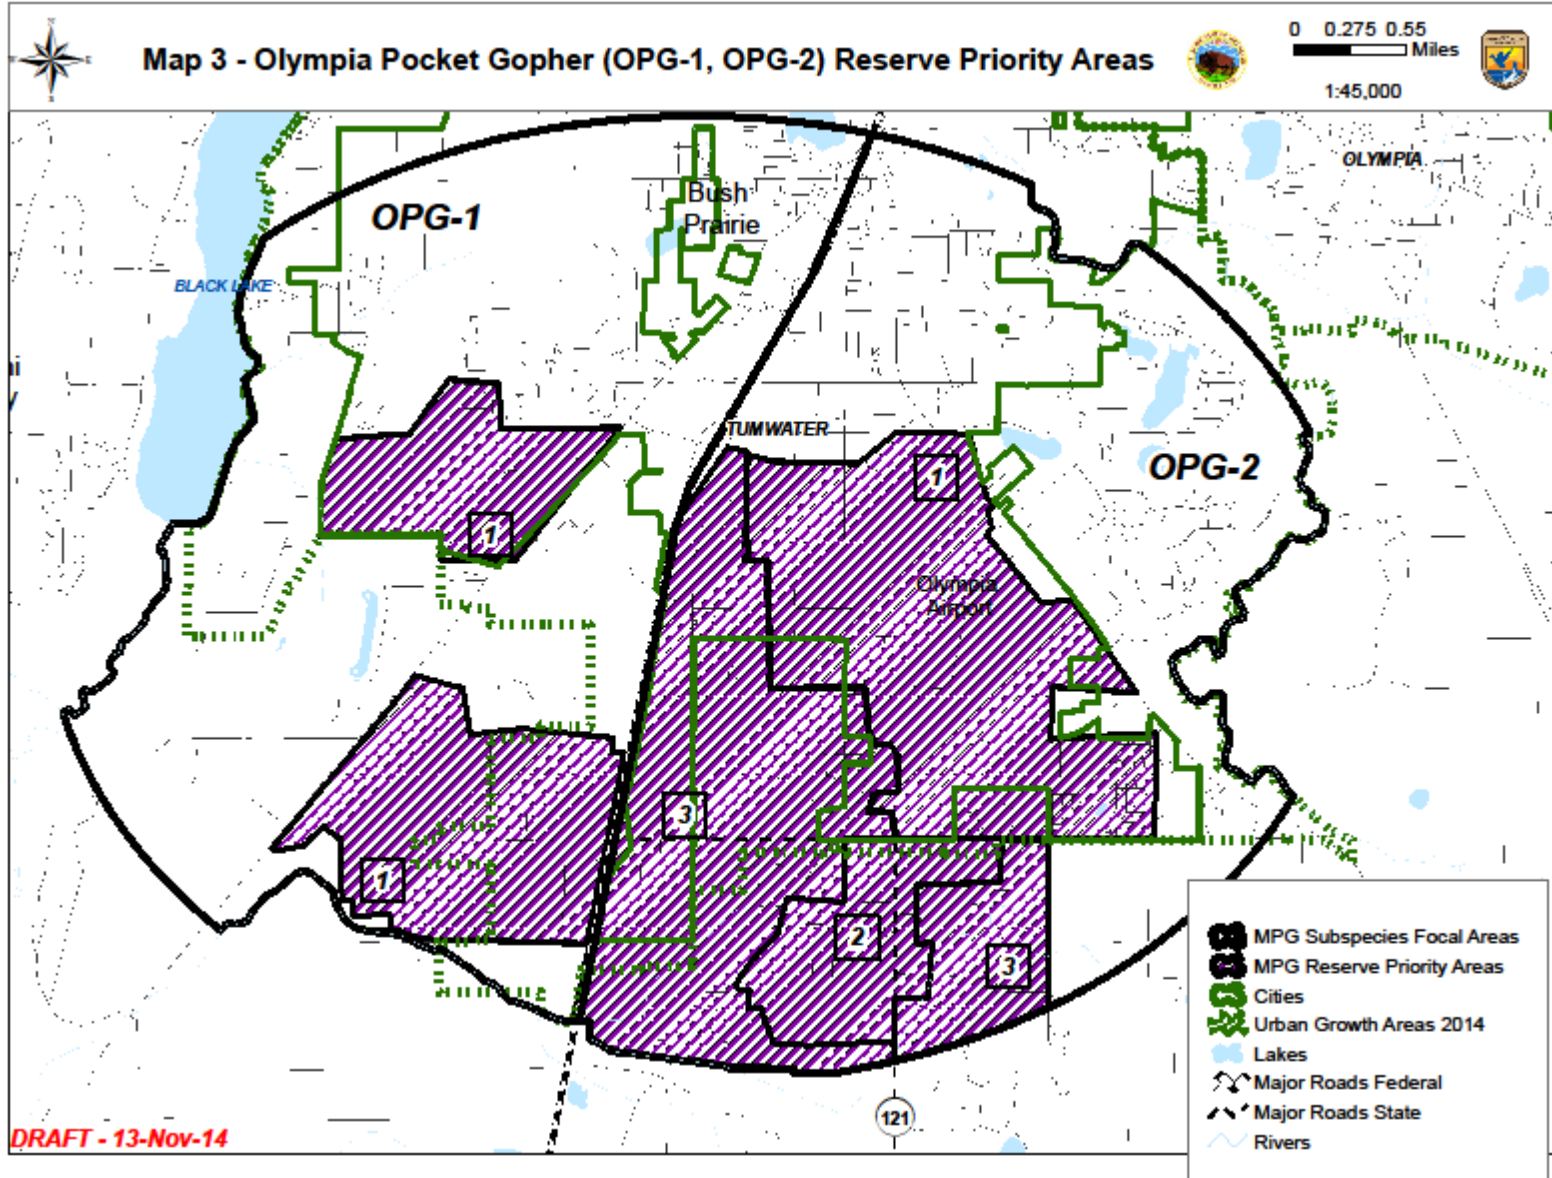 Map 3 - Olympia Pocket Gopher (OPG-1, OPG-2) Reserve Priority Areas
0 0.275 0.55
Miles
1:45,000
OLYMPIA
OPG-1
Bush
Prairie
BLACK LAKE
TUMWATER
OPG-2
1
1
Olympia
Airport
3
1
2
3
MPG Subspecies Focal Areas
MPG Reserve Priority Areas
Cities
Urban Growth Areas 2014
Lakes
Major Roads Federal
Major Roads State
Rivers
121
DRAFT - 13-Nov-14